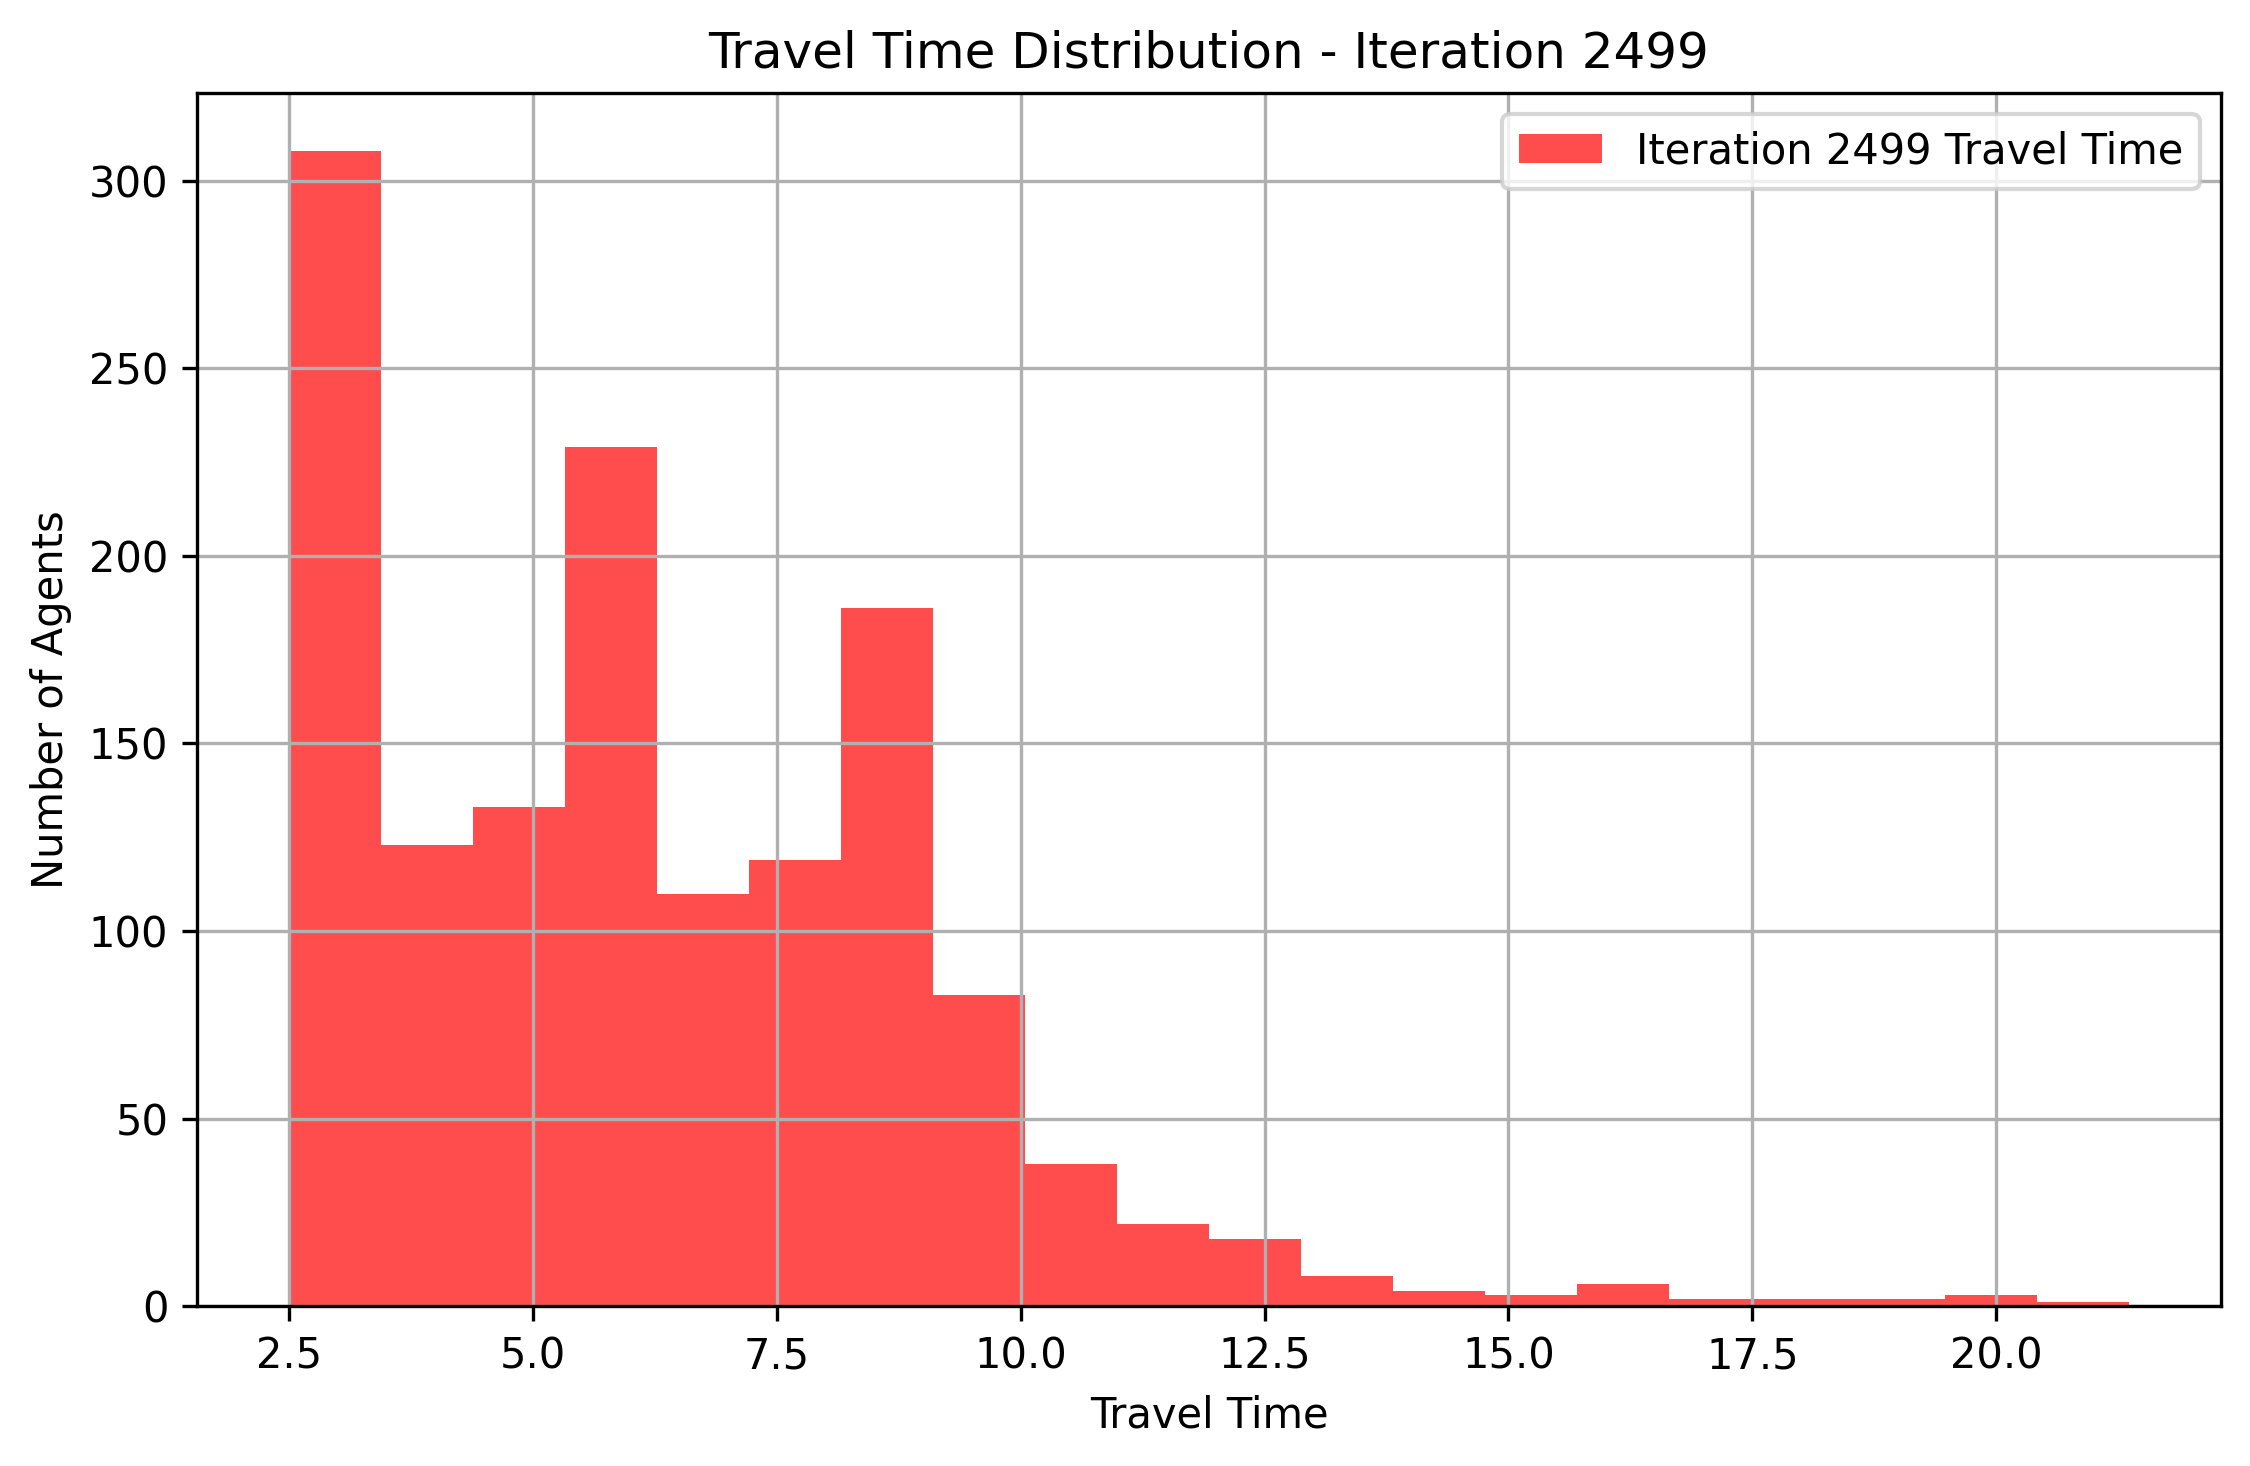 Travel Time Distribution - Iteration 2499
Iteration 2499 Travel Time
Number of Agents
300
250
200
150
100
50
0
2.5 5.0 7.5 10.0 12.5 15.0 17.5 20.0
Travel Time